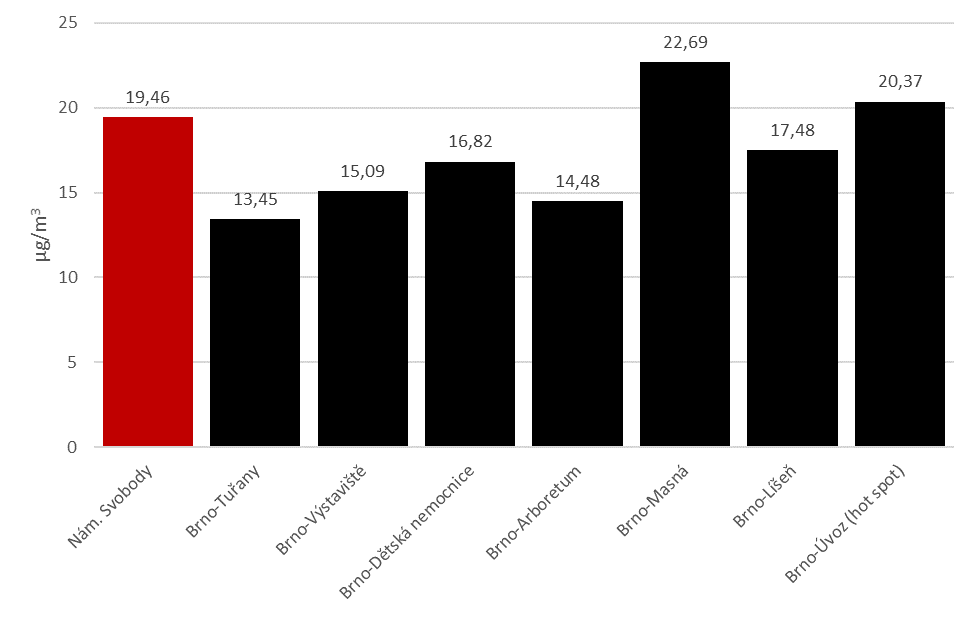 25
20
15
10
5
0
µg/m³
19,46
13,45
15,09
16,82
14,48
22,69
17,48
20,37
Nám. Svobody
Brno-Tuřany
Brno-Výstaviště
Brno-Dětská nemocnice
Brno-Arboretum
Brno-Masná
Brno-Líšeň
Brno-Úvoz (hot spot)